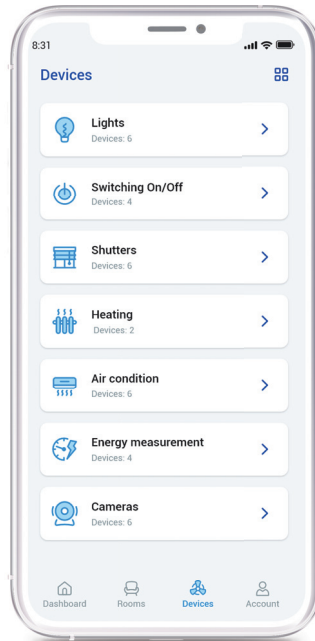 8:31
Devices
Lights
Devices: 6
Switching On/Off
Devices: 4
Shutters
Devices: 6
Heating
Devices: 2
Air condition
Devices: 6
Energy measurement
Devices: 4
Cameras
Devices: 6
Dashboard Rooms Devices Account